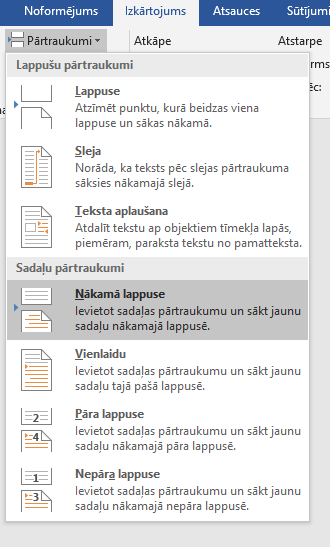 Noformējums Izkārtojums Atsauces Sūtījumi
Pārtraukumi Atkāpe Atstarpe
Lappušu pārtraukumi
Lappuse
Atzīmēt punktu, kurā beidzas viena
lappuse un sākas nākamā.
Sleja
Norāda, ka teksts pēc slejas pārtraukuma
sāksies nākamajā slejā.
Teksta aplaušana
Atdalīt tekstu ap objektiem tīmekļa lapās,
piemēram, paraksta tekstu no pamatteksta.
Sadaļu pārtraukumi
Nākamā lappuse
Ievietot sadaļas pārtraukumu un sākt jaunu
sadaļu nākamajā lappusē.
Vienlaidu
Ievietot sadaļas pārtraukumu un sākt jaunu
sadaļu tajā pašā lappusē.
2
4
Pāra lappuse
Ievietot sadaļas pārtraukumu un sākt jaunu
sadaļu nākamajā pāra lappusē.
1
3
Nepāra lappuse
Ievietot sadaļas pārtraukumu un sākt jaunu
sadaļu nākamajā nepāra lappusē.